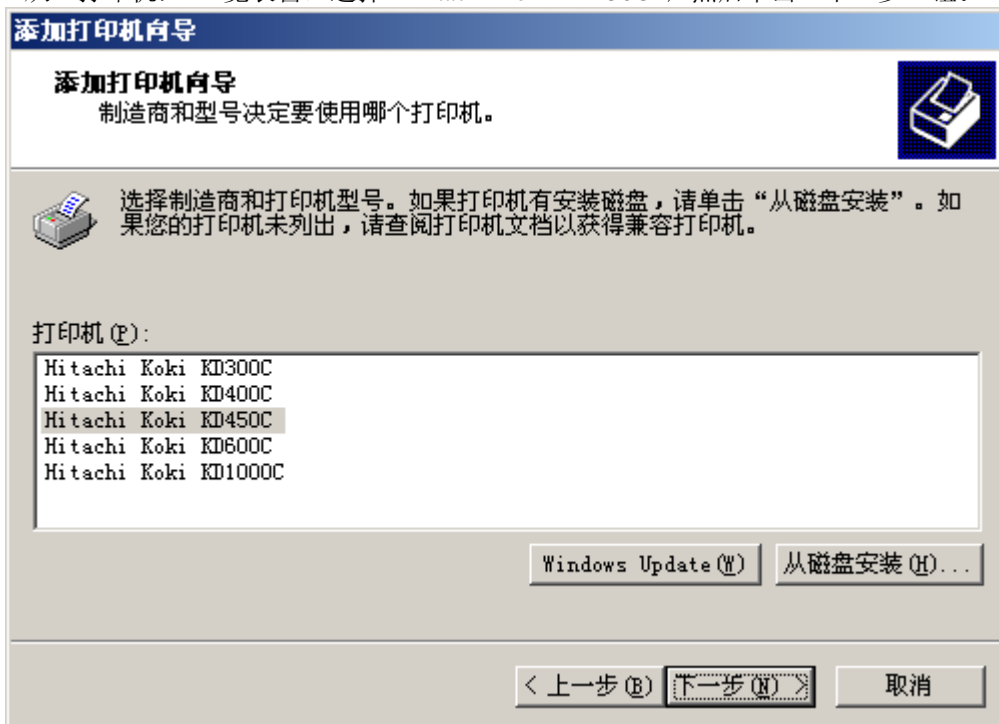 添加打印机向导
添加打印机向导
制造商和型号决定要使用哪个打印机。
选择制造商和打印机型号。如果打印机有安装磁盘，请单击“从磁盘安装”。如
果您的打印机未列出，请查阅打印机文档以获得兼容打印机。
打印机(P):
Hitachi Koki KD300C
Hitachi Koki KD400C
Hitachi Koki KD450C
Hitachi Koki KD600C
Hitachi Koki KD1000C
Windows Update(W) 从磁盘安装(H)...
< 上一步(B) 下一步(N) > 取消